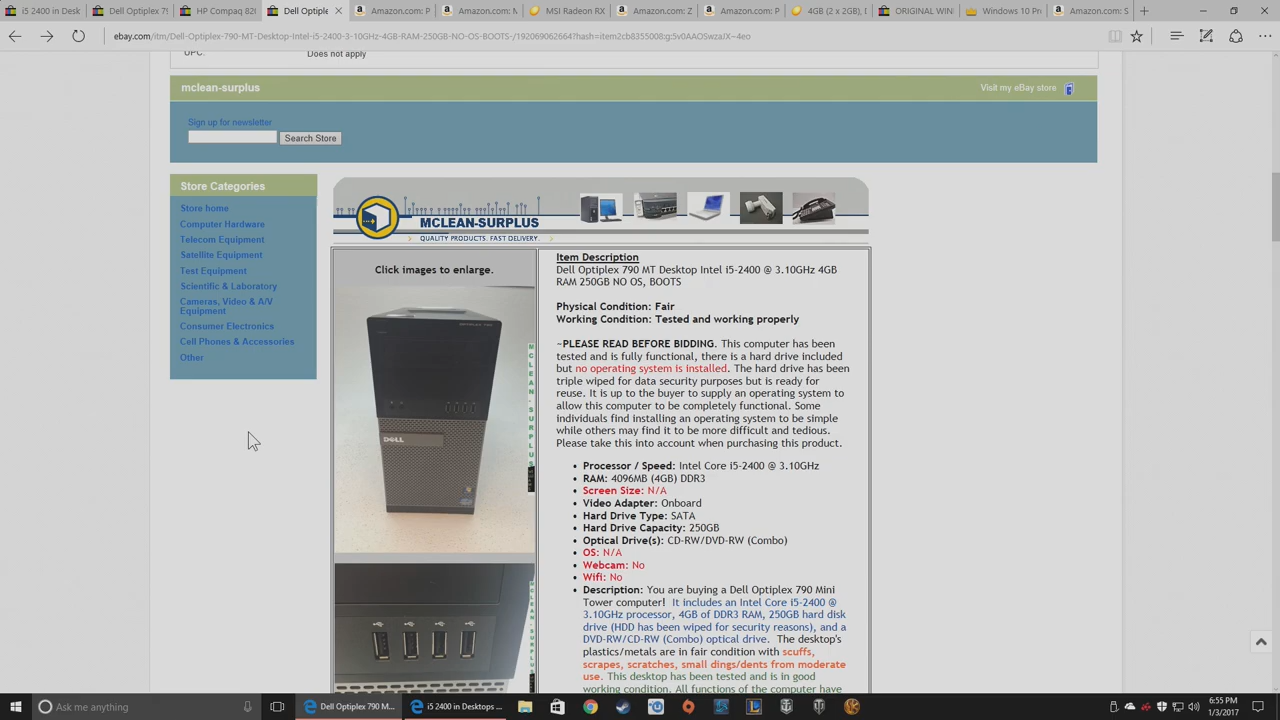 i5 2400 in Desk
Dell Optiple
HP Compaq 82
Dell Optiple
Amazon.com: P
Amazon.com: N
MSI Radeon RX
Amazon.com: Z
Amazon.com: P
4GB (2 x 2GB), D
ORIGINAL WIN
Windows 10 Pr
Amazon.com: S
ebay.com/itm/Dell-Optiplex-790-MT-Desktop-Intel-i5-2400-3-10GHz-4GB-RAM-250GB-NO-OS-BOOTS-/192069062664?hash=item2cb8355008:g:5v0AAOSwzaJX~4eo
UPC: Does not apply
mclean-surplus
Visit my eBay store
Sign up for newsletter
Search Store
Store Categories
Store home
Computer Hardware
Telecom Equipment
Satellite Equipment
Test Equipment
Scientific & Laboratory
Cameras, Video & A/V
Equipment
Consumer Electronics
Cell Phones & Accessories
Other
MCLEAN-SURPLUS
QUALITY PRODUCTS. FAST DELIVERY.
Click images to enlarge.
OPTIPLEX 790
DELL
MCLEAN-SURPLUS
Item Description
Dell Optiplex 790 MT Desktop Intel i5-2400 @ 3.10GHz 4GB
RAM 250GB NO OS, BOOTS
Physical Condition: Fair
Working Condition: Tested and working properly
~PLEASE READ BEFORE BIDDING. This computer has been
tested and is fully functional, there is a hard drive included
but no operating system is installed. The hard drive has been
triple wiped for data security purposes but is ready for
reuse. It is up to the buyer to supply an operating system to
allow this computer to be completely functional. Some
individuals find installing an operating system to be simple
while others may find it to be more difficult and tedious.
Please take this into account when purchasing this product.
• Processor / Speed: Intel Core i5-2400 @ 3.10GHz
• RAM: 4096MB (4GB) DDR3
• Screen Size: N/A
• Video Adapter: Onboard
• Hard Drive Type: SATA
• Hard Drive Capacity: 250GB
• Optical Drive(s): CD-RW/DVD-RW (Combo)
• OS: N/A
• Webcam: No
• Wifi: No
• Description: You are buying a Dell Optiplex 790 Mini
Tower computer! It includes an Intel Core i5-2400 @
3.10GHz processor, 4GB of DDR3 RAM, 250GB hard disk
drive (HDD has been wiped for security reasons), and a
DVD-RW/CD-RW (Combo) optical drive. The desktop's
plastics/metals are in fair condition with scuffs,
scrapes, scratches, small dings/dents from moderate
use. This desktop has been tested and is in good
working condition. All functions of the computer have
Ask me anything
Dell Optiplex 790 M...
i5 2400 in Desktops ...
6:55 PM
1/3/2017